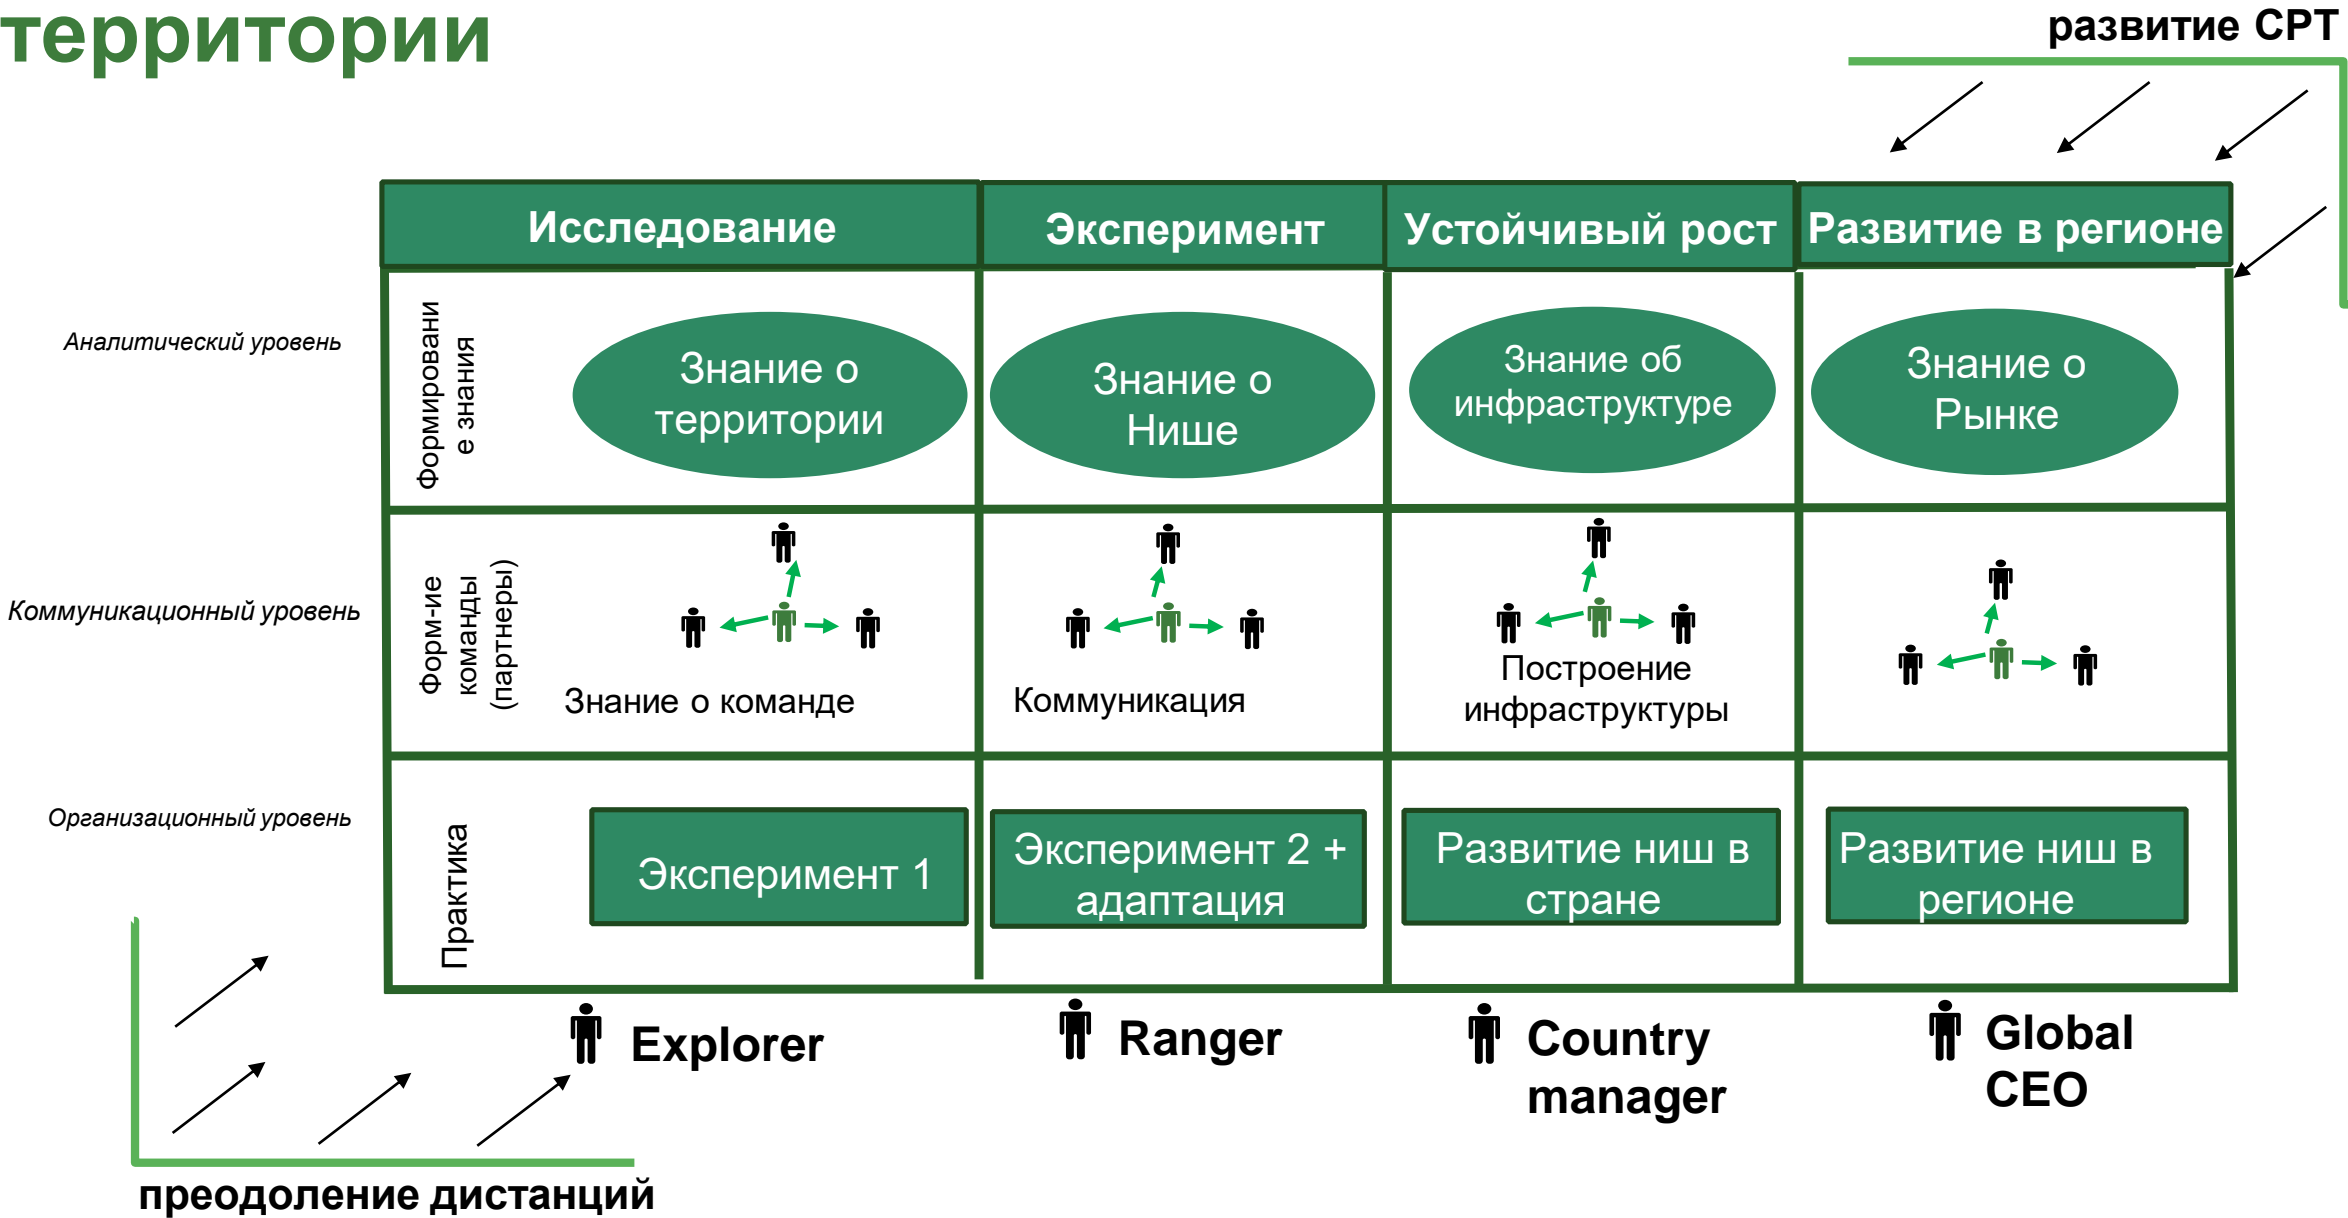 территории
развитие СРТ
Исследование
Эксперимент
Устойчивый рост
Развитие в регионе
Аналитический уровень
Формировани
е знания
Знание о
территории
Знание о
Нише
Знание об
инфраструктуре
Знание о
Рынке
Коммуникационный уровень
Форм-ие
команды
(партнеры)
Знание о команде
Коммуникация
Построение
инфраструктуры
Организационный уровень
Практика
Эксперимент 1
Эксперимент 2 +
адаптация
Развитие ниш в
стране
Развитие ниш в
регионе
Explorer
Ranger
Country
manager
Global
CEO
преодоление дистанций